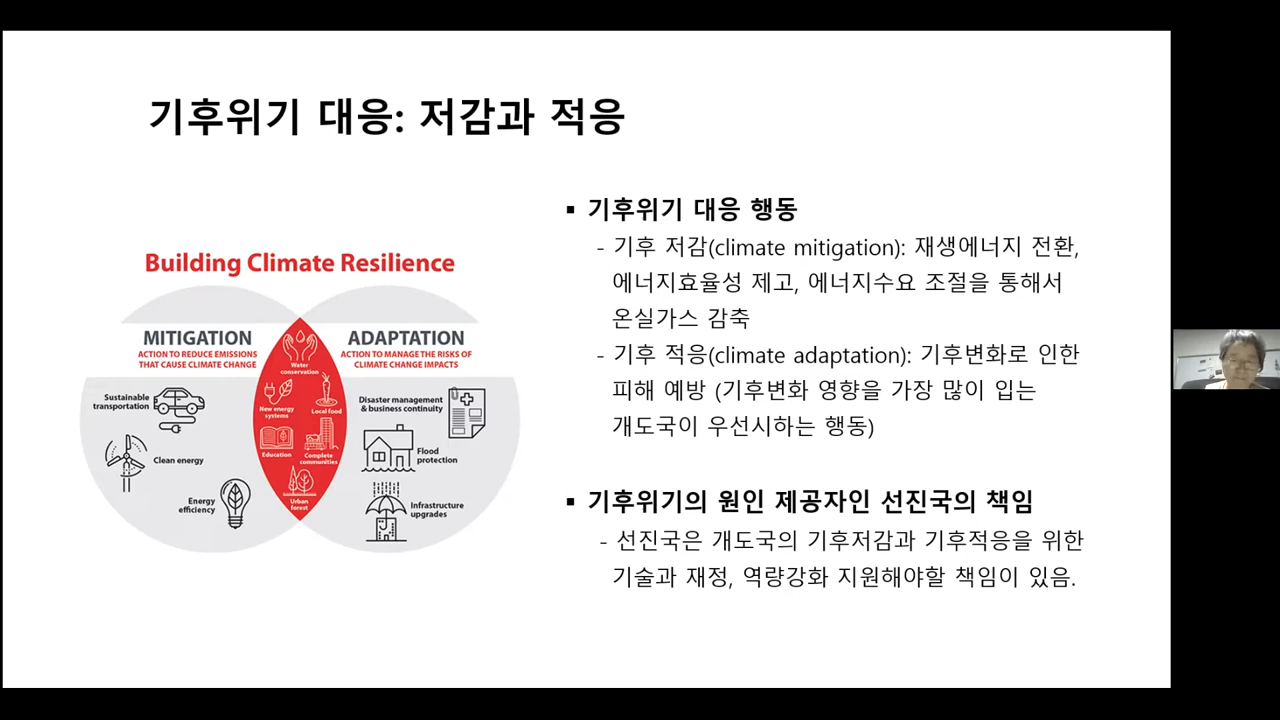 기후위기 대응: 저감과 적응
Building Climate Resilience
MITIGATION
ACTION TO REDUCE EMISSIONS
THAT CAUSE CLIMATE CHANGE
ADAPTATION
ACTION TO MANAGE THE RISKS OF
CLIMATE CHANGE IMPACTS
Sustainable
transportation
Clean energy
Energy
efficiency
Water
conservation
New energy
systems
Local food
Education
Complete
communities
Urban
forest
Disaster management
& business continuity
Flood
protection
Infrastructure
upgrades
▪ 기후위기 대응 행동
- 기후 저감(climate mitigation): 재생에너지 전환,
에너지효율성 제고, 에너지수요 조절을 통해서
온실가스 감축
- 기후 적응(climate adaptation): 기후변화로 인한
피해 예방 (기후변화 영향을 가장 많이 입는
개도국이 우선시하는 행동)
▪ 기후위기의 원인 제공자인 선진국의 책임
- 선진국은 개도국의 기후저감과 기후적응을 위한
기술과 재정, 역량강화 지원해야할 책임이 있음.